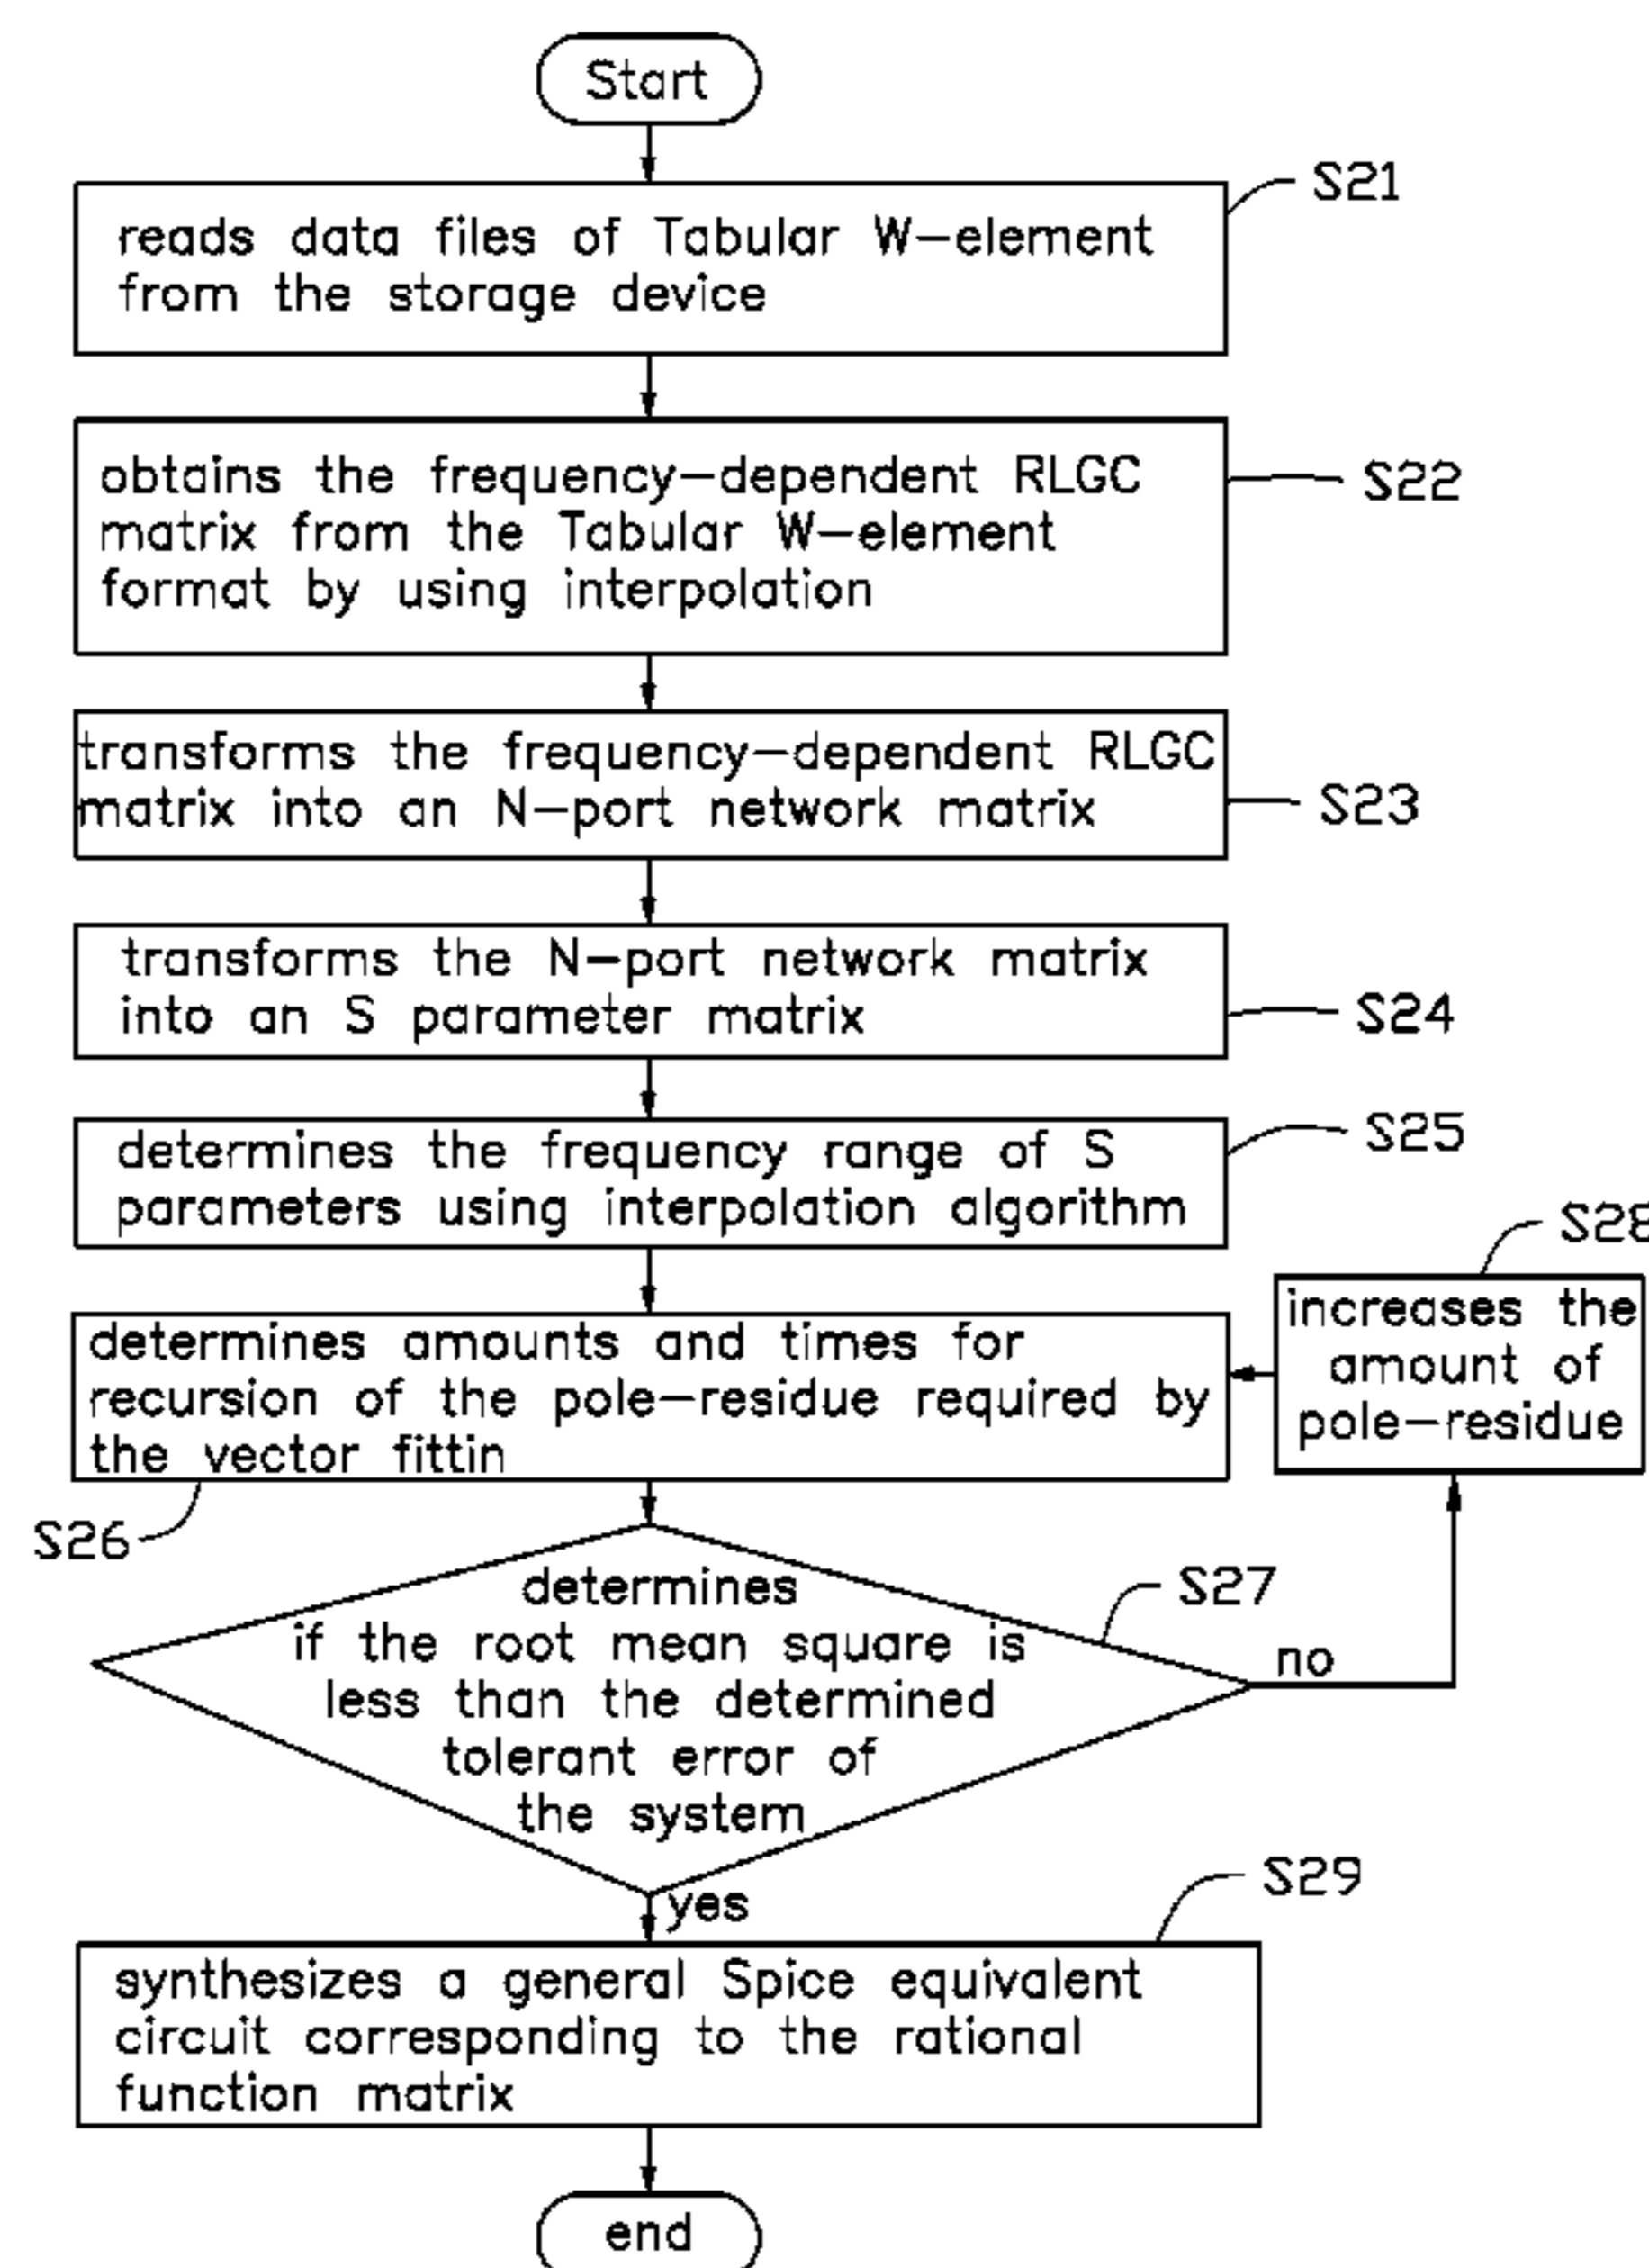 Start
S21
reads data files of Tabular W-element
from the storage device
obtains the frequency-dependent RLGC
matrix from the Tabular W-element
format by using interpolation
S22
transforms the frequency-dependent RLGC
matrix into an N-port network matrix
S23
transforms the N-port network matrix
into an S parameter matrix
S24
determines the frequency range of S
parameters using interpolation algorithm
S25
S28
increases the
amount of
pole-residue
determines amounts and times for
recursion of the pole-residue required by
the vector fittin
S26
determines
if the root mean square is
less than the determined
tolerant error of
the system
S27
no
yes
S29
synthesizes a general Spice equivalent
circuit corresponding to the rational
function matrix
end